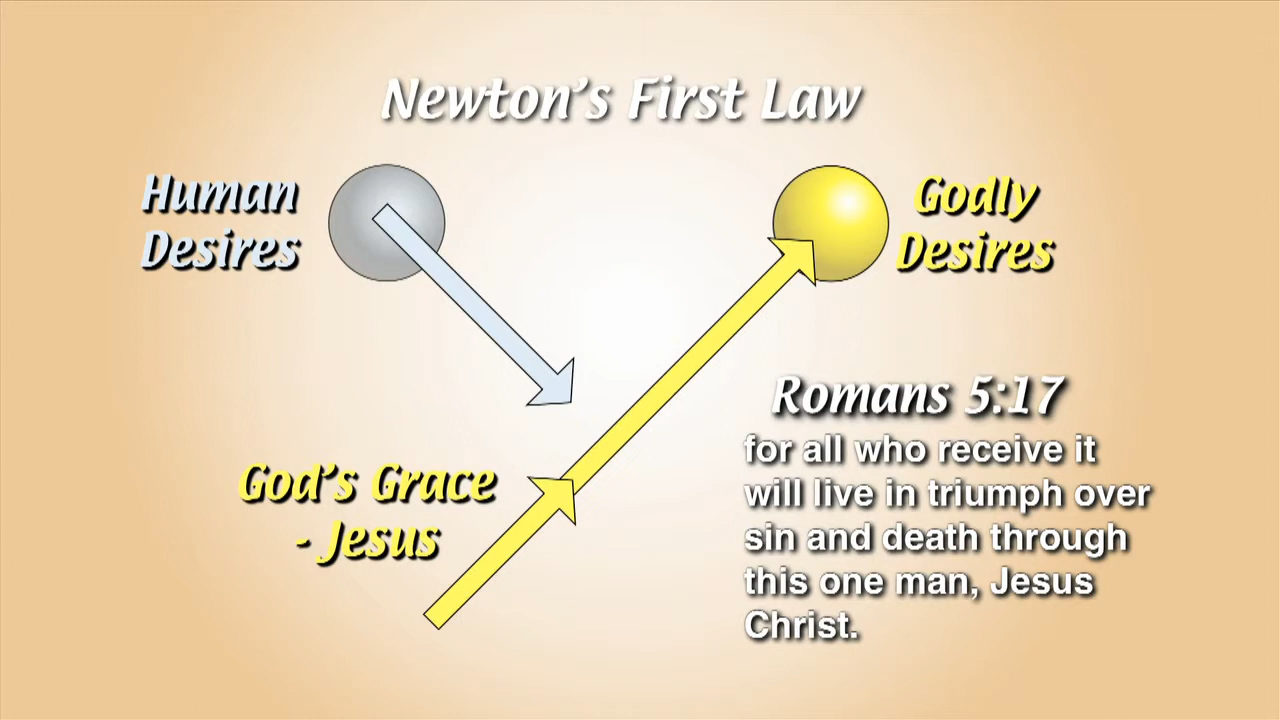 Newton's First Law
Human
Desires
Godly
Desires
God's Grace
- Jesus
Romans 5:17
for all who receive it
will live in triumph over
sin and death through
this one man, Jesus
Christ.